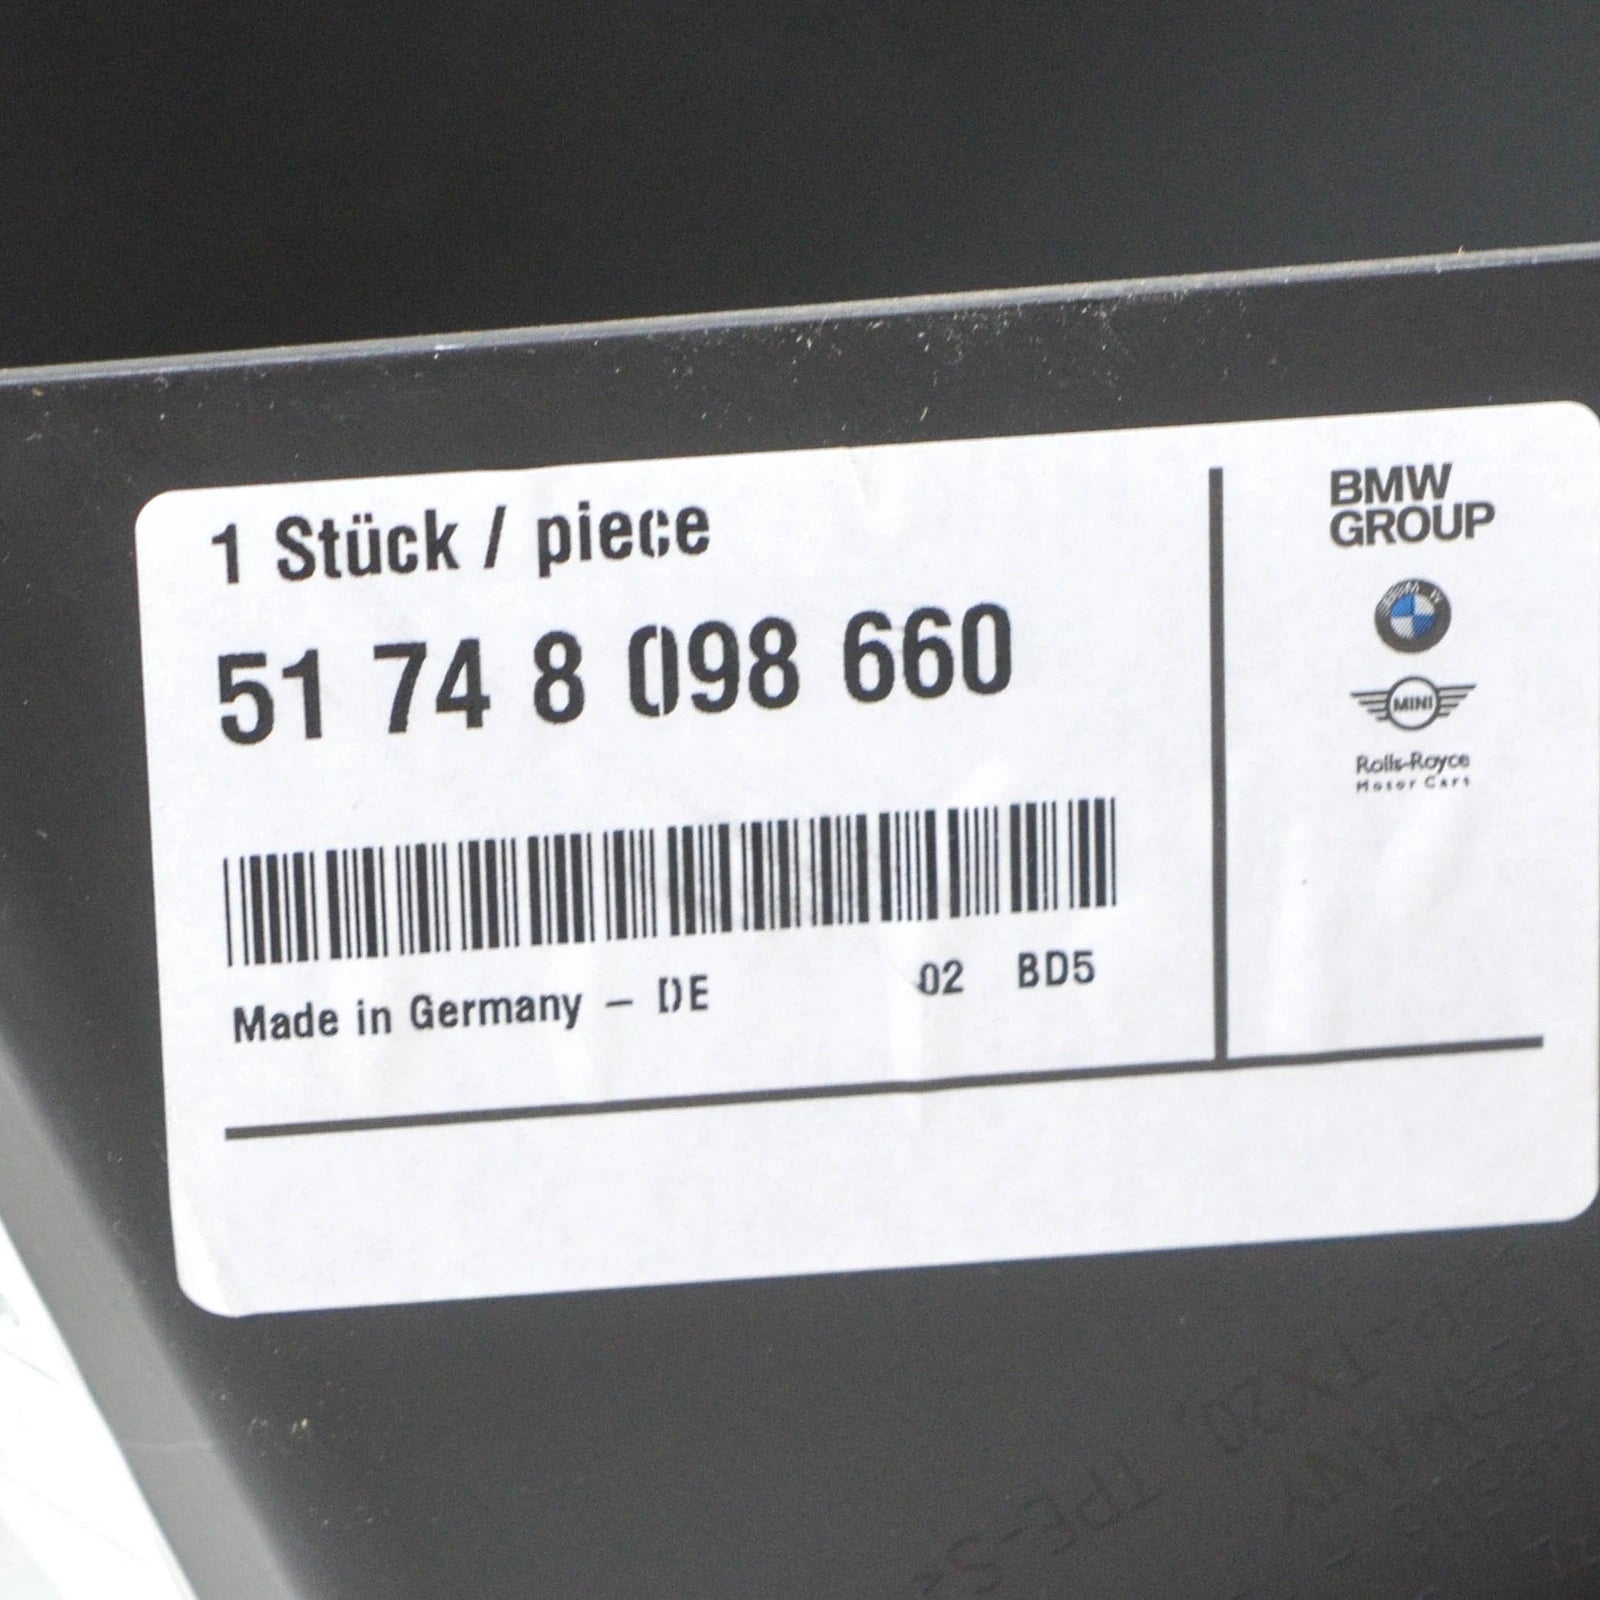 1 Stück / piece
51 74 8 098 660
Made in Germany – DE 02 BD5
BMW
GROUP
BMW
MINI
Rolls-Royce
Motor Cars